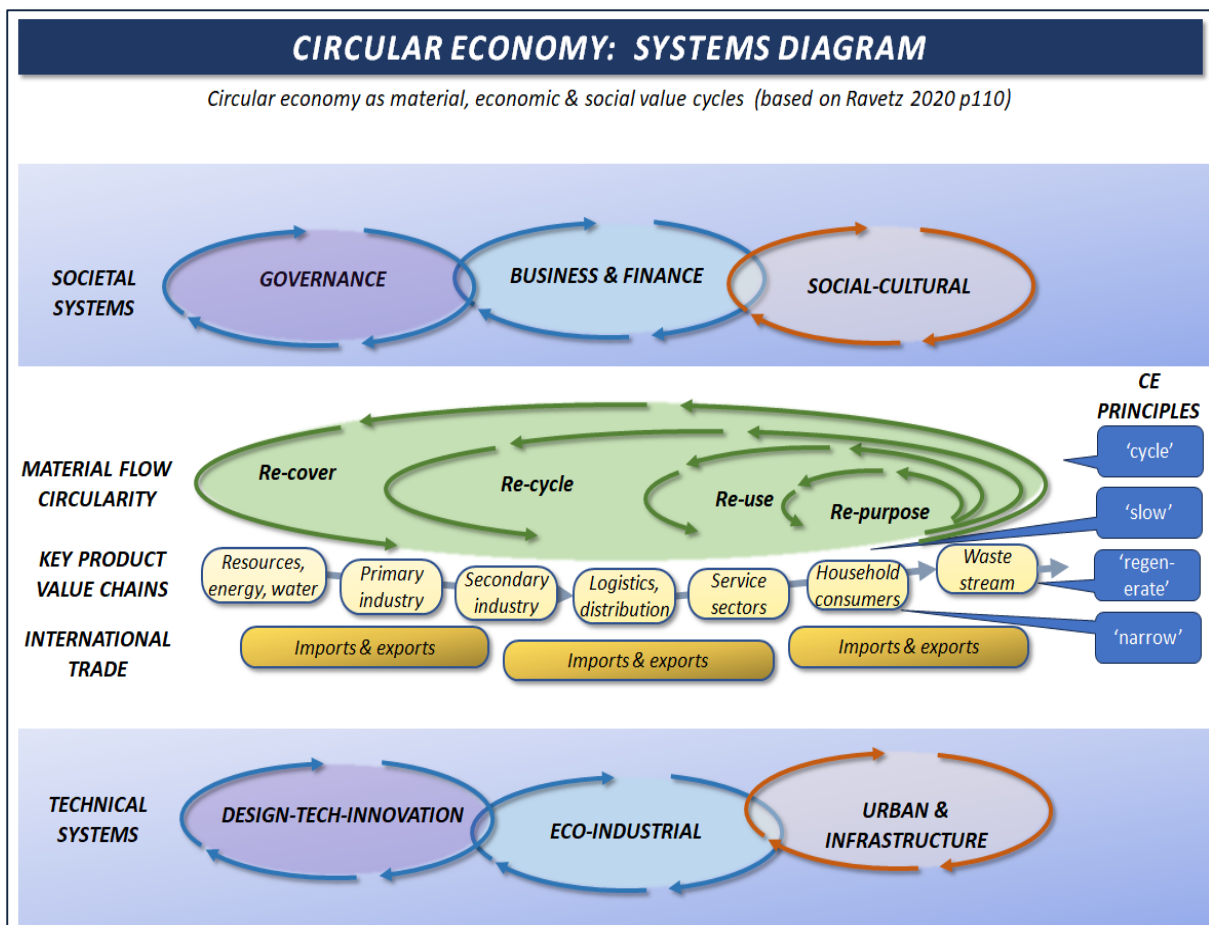 CIRCULAR ECONOMY: SYSTEMS DIAGRAM
Circular economy as material, economic & social value cycles (based on Ravetz 2020 p110)
SOCIETAL
SYSTEMS
GOVERNANCE
BUSINESS & FINANCE
SOCIAL-CULTURAL
CE
PRINCIPLES
MATERIAL FLOW
CIRCULARITY
Re-cover
Re-cycle
Re-use
Re-purpose
‘cycle’
‘slow’
‘regen-
erate’
‘narrow’
KEY PRODUCT
VALUE CHAINS
Resources,
energy, water
Primary
industry
Secondary
industry
Logistics,
distribution
Service
sectors
Household
consumers
Waste
stream
INTERNATIONAL
TRADE
Imports & exports
Imports & exports
Imports & exports
TECHNICAL
SYSTEMS
DESIGN-TECH-INNOVATION
ECO-INDUSTRIAL
URBAN &
INFRASTRUCTURE